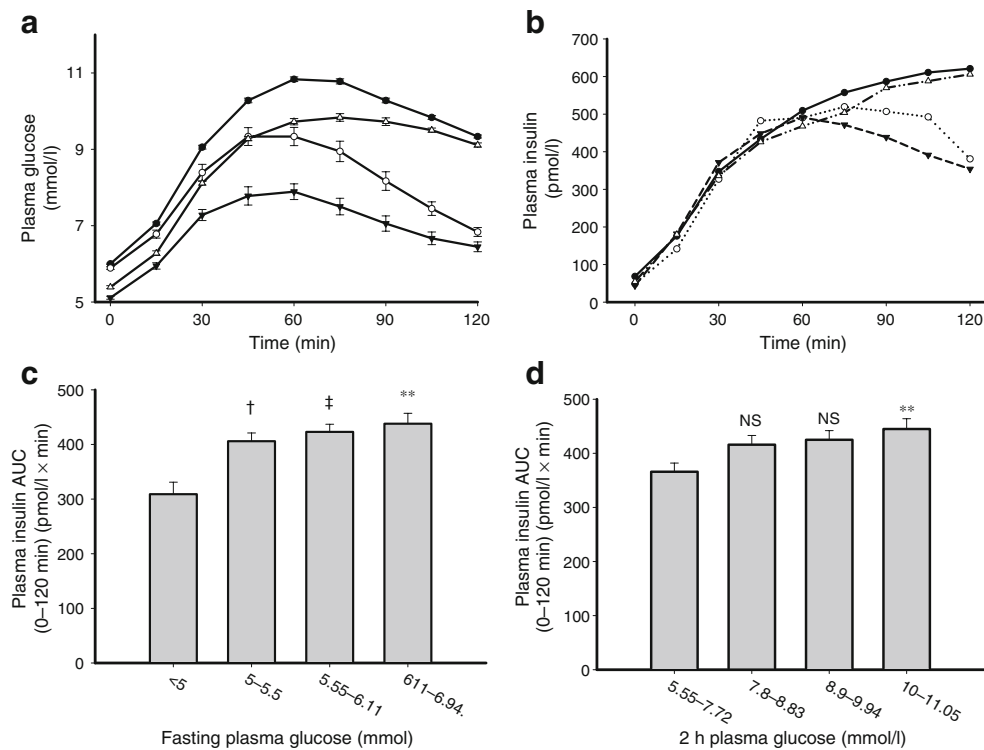 a
Plasma glucose
(mmol/l)
11
9
7
5
0
30
60
90
120
Time (min)
b
Plasma insulin
(pmol/l)
700
600
500
400
300
200
100
0
0
30
60
90
120
Time (min)
c
Plasma insulin AUC
(0–120 min) (pmol/l × min)
500
400
300
200
100
0
†
‡
**
<5
5–5.5
5.55–6.11
611–6.94.
Fasting plasma glucose (mmol)
d
Plasma insulin AUC
(0–120 min) (pmol/l × min)
500
400
300
200
100
0
NS
NS
**
5.55–7.72
7.8–8.83
8.9–9.94
10–11.05
2 h plasma glucose (mmol/l)